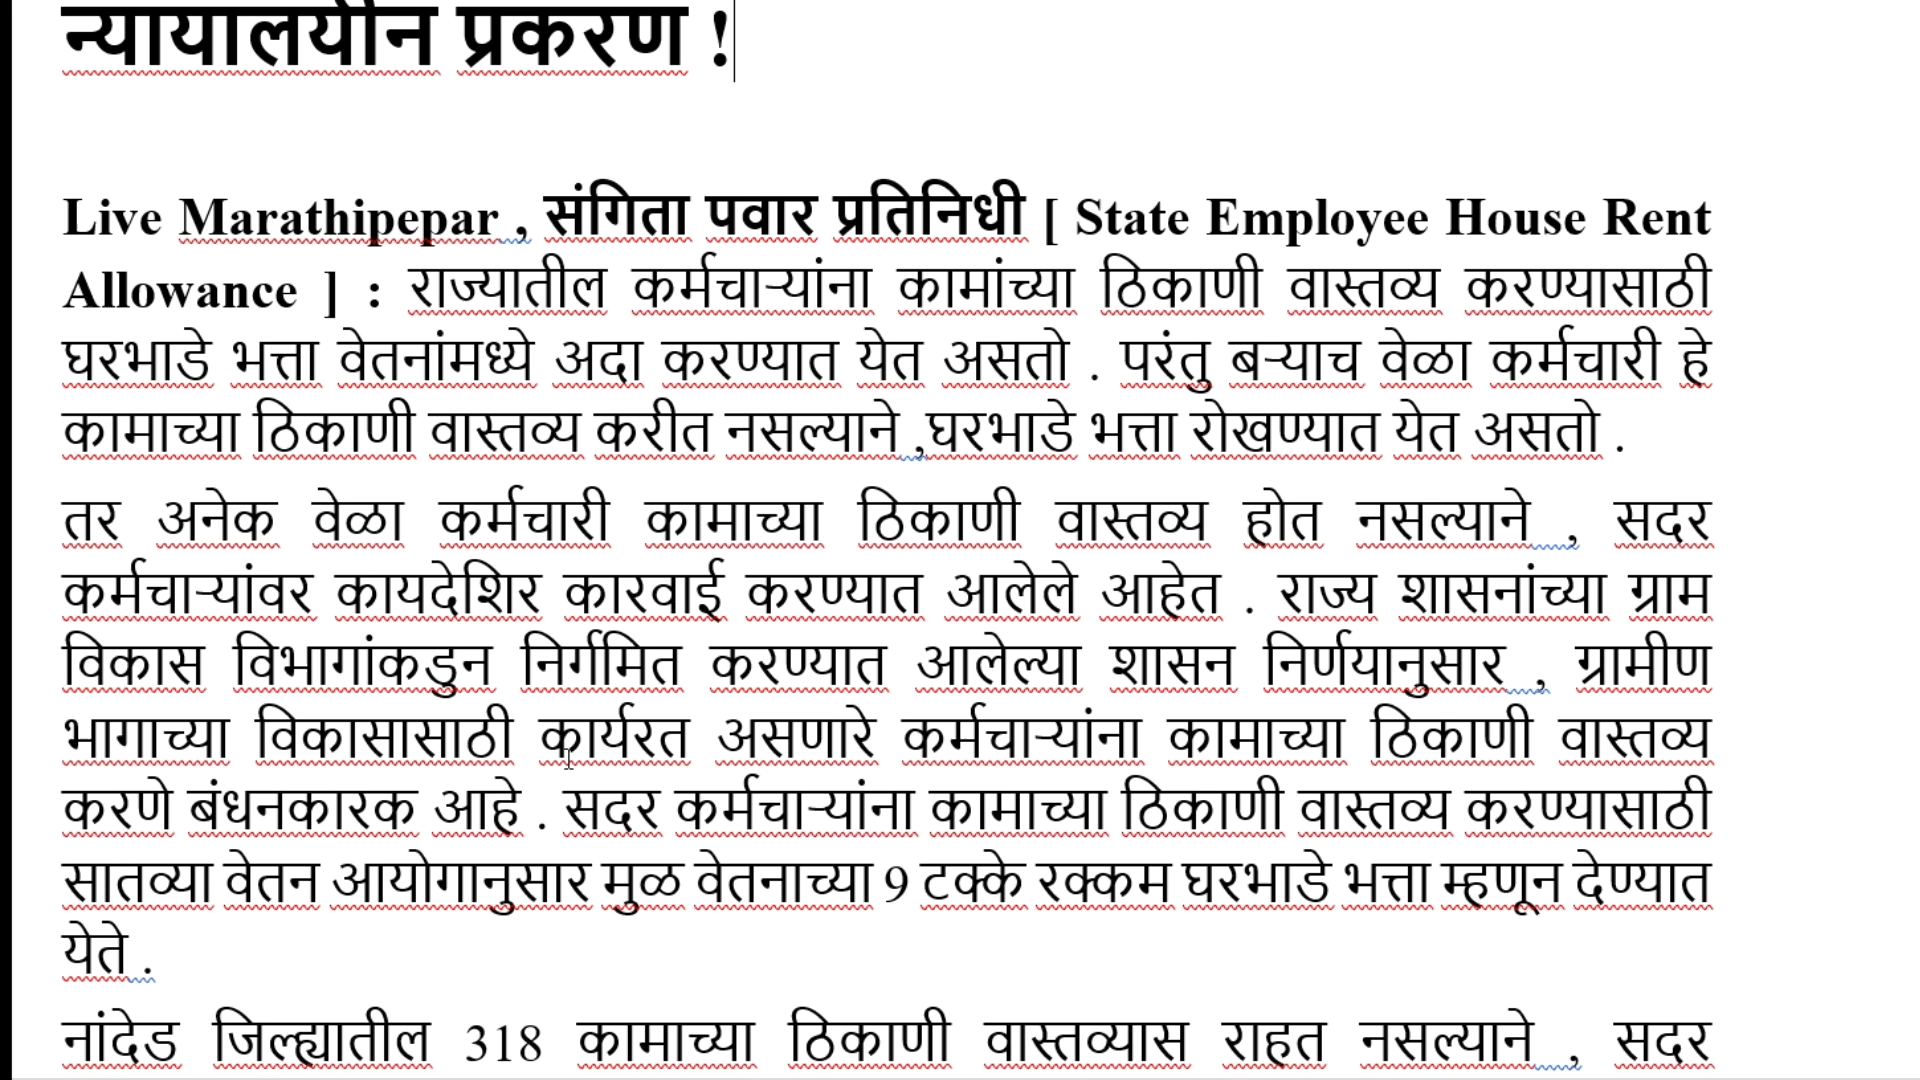 न्यायालयीन प्रकरण !
Live Marathipepar , संगिता पवार प्रतिनिधी [ State Employee House Rent
Allowance ] : राज्यातील कर्मचाऱ्यांना कामांच्या ठिकाणी वास्तव्य करण्यासाठी
घरभाडे भत्ता वेतनांमध्ये अदा करण्यात येत असतो . परंतु बऱ्याच वेळा कर्मचारी हे
कामाच्या ठिकाणी वास्तव्य करीत नसल्याने ,घरभाडे भत्ता रोखण्यात येत असतो .
तर अनेक वेळा कर्मचारी कामाच्या ठिकाणी वास्तव्य होत नसल्याने , सदर
कर्मचाऱ्यांवर कायदेशिर कारवाई करण्यात आलेले आहेत . राज्य शासनांच्या ग्राम
विकास विभागांकडुन निर्गमित करण्यात आलेल्या शासन निर्णयानुसार , ग्रामीण
भागाच्या विकासासाठी कार्यरत असणारे कर्मचाऱ्यांना कामाच्या ठिकाणी वास्तव्य
करणे बंधनकारक आहे . सदर कर्मचाऱ्यांना कामाच्या ठिकाणी वास्तव्य करण्यासाठी
सातव्या वेतन आयोगानुसार मुळ वेतनाच्या 9 टक्के रक्कम घरभाडे भत्ता म्हणून देण्यात
येते .
नांदेड जिल्ह्यातील 318 कामाच्या ठिकाणी वास्तव्यास राहत नसल्याने , सदर